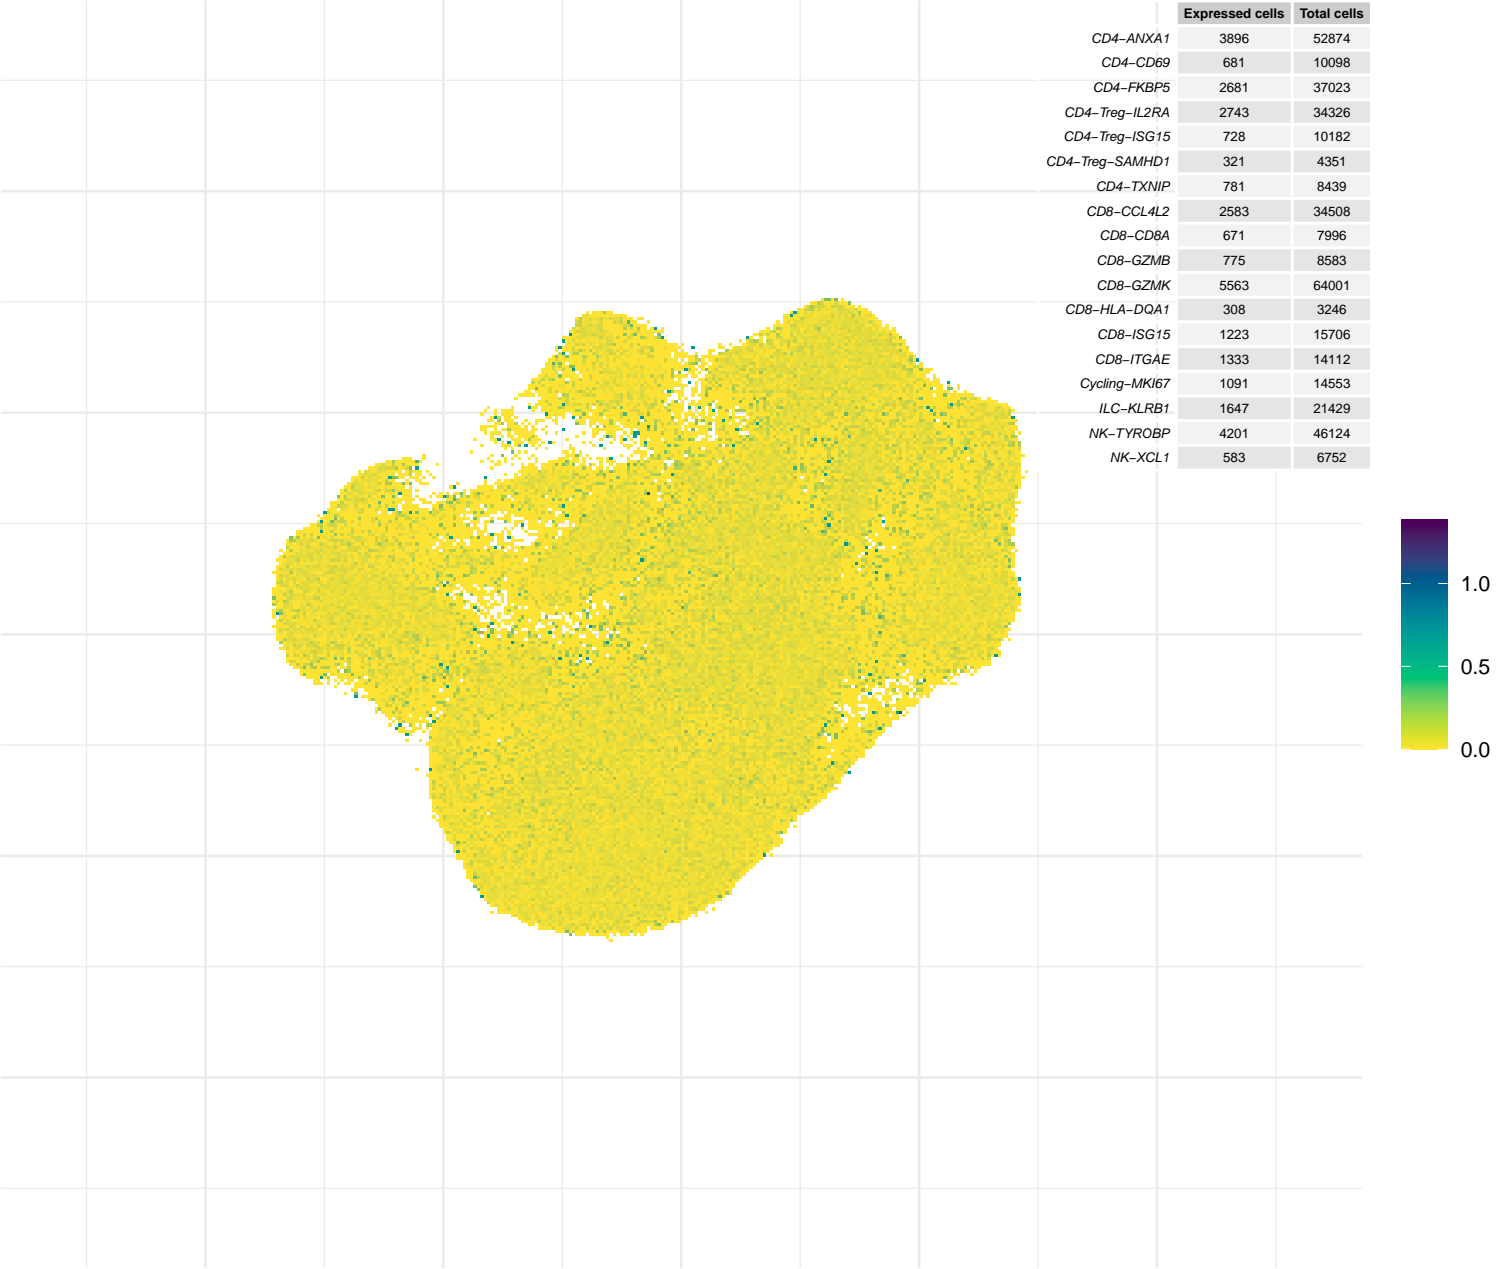 Expressed cells Total cells
CD4−ANXA1 3896 52874
CD4−CD69 681 10098
CD4−FKBP5 2681 37023
CD4−Treg−IL2RA 2743 34326
CD4−Treg−ISG15 728 10182
CD4−Treg−SAMHD1 321 4351
CD4−TXNIP 781 8439
CD8−CCL4L2 2583 34508
CD8−CD8A 671 7996
CD8−GZMB 775 8583
CD8−GZMK 5563 64001
CD8−HLA−DQA1 308 3246
CD8−ISG15 1223 15706
CD8−ITGAE 1333 14112
Cycling−MKI67 1091 14553
ILC−KLRB1 1647 21429
NK−TYROBP 4201 46124
NK−XCL1 583 6752
1.0
0.5
0.0